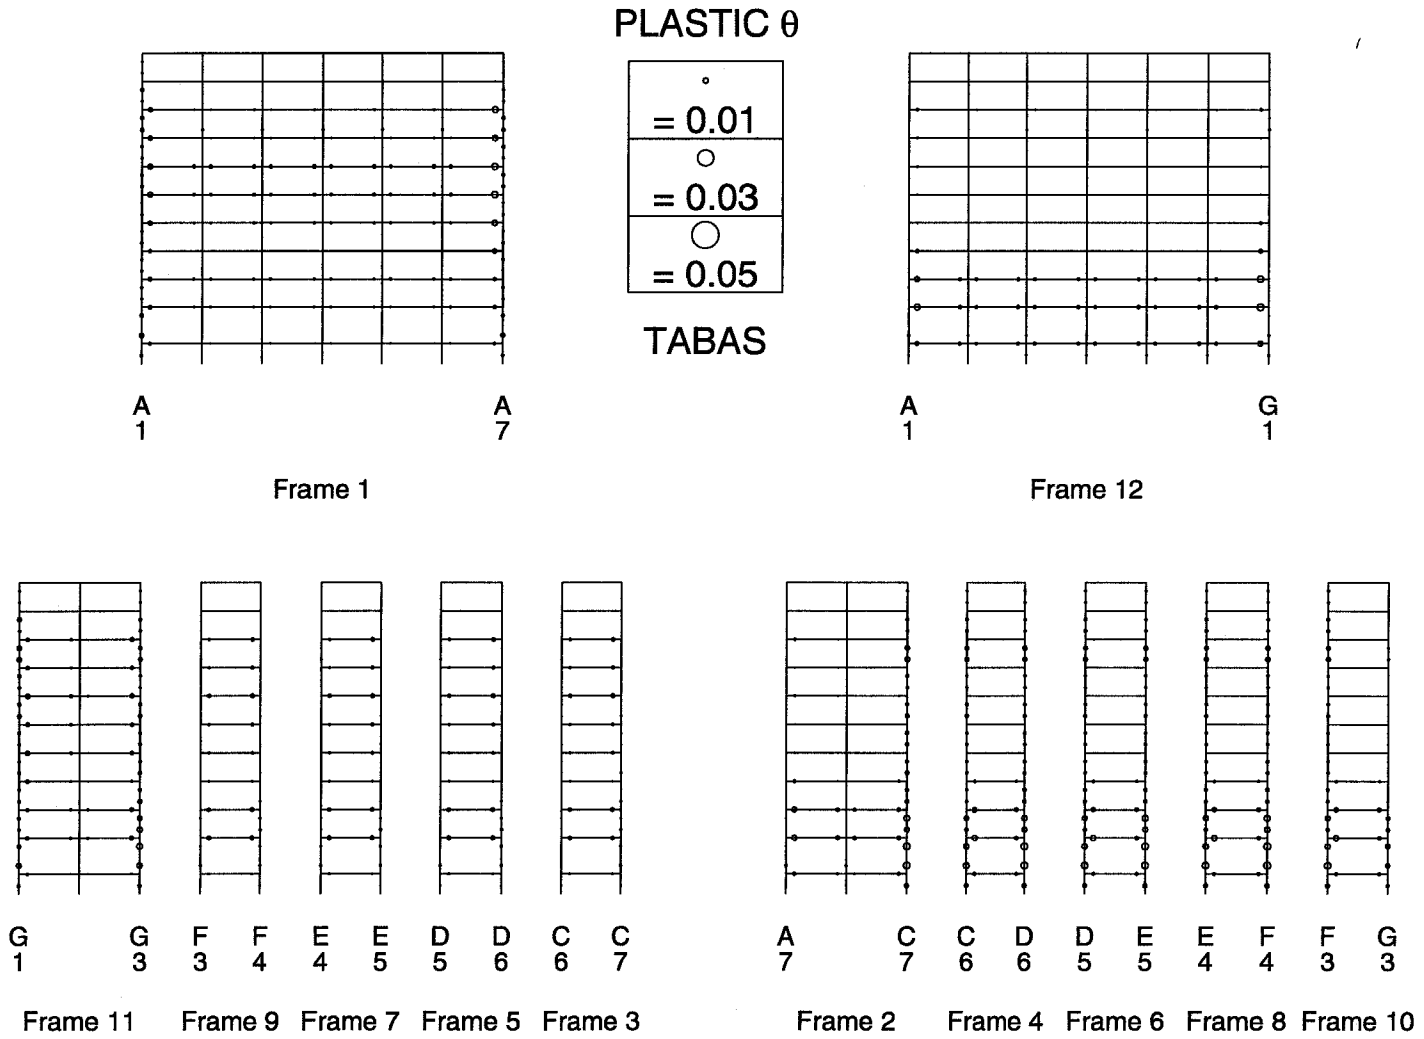 PLASTIC θ
= 0.01
= 0.03
= 0.05
TABAS
A A
1 7
Frame 1
A G
1 1
Frame 12
G G F F E E D D C C
1 3 3 4 4 5 5 6 6 7
Frame 11 Frame 9 Frame 7 Frame 5 Frame 3
A C C D D E E F F G
7 7 6 6 5 5 4 4 3 3
Frame 2 Frame 4 Frame 6 Frame 8 Frame 10